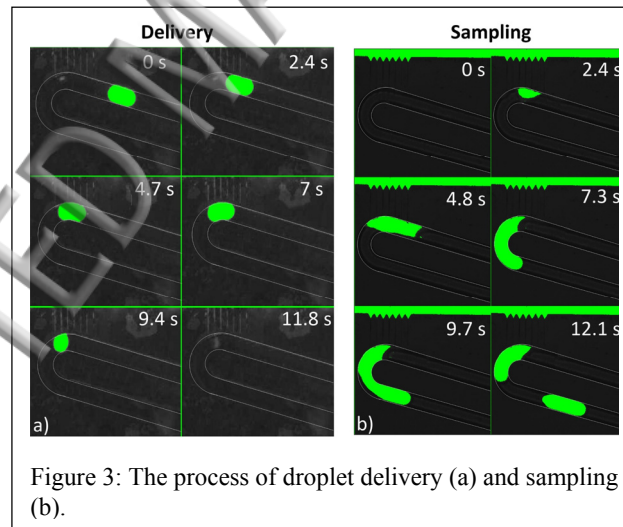 Delivery
Sampling
0 s
2.4 s
0 s
2.4 s
4.7 s
7 s
4.8 s
7.3 s
9.4 s
11.8 s
9.7 s
12.1 s
a)
b)
Figure 3: The process of droplet delivery (a) and sampling
(b).